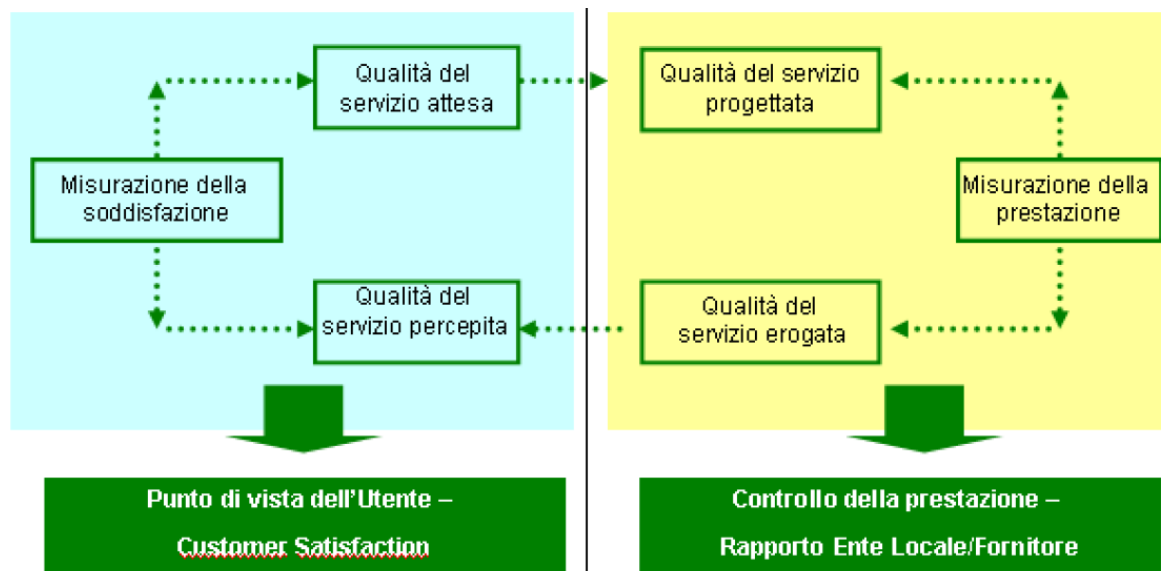 Qualità del
servizio attesa
Misurazione della
soddisfazione
Qualità del
servizio percepita
Punto di vista dell'Utente –
Customer Satisfaction
Qualità del servizio
progettata
Misurazione della
prestazione
Qualità del
servizio erogata
Controllo della prestazione –
Rapporto Ente Locale/Fornitore